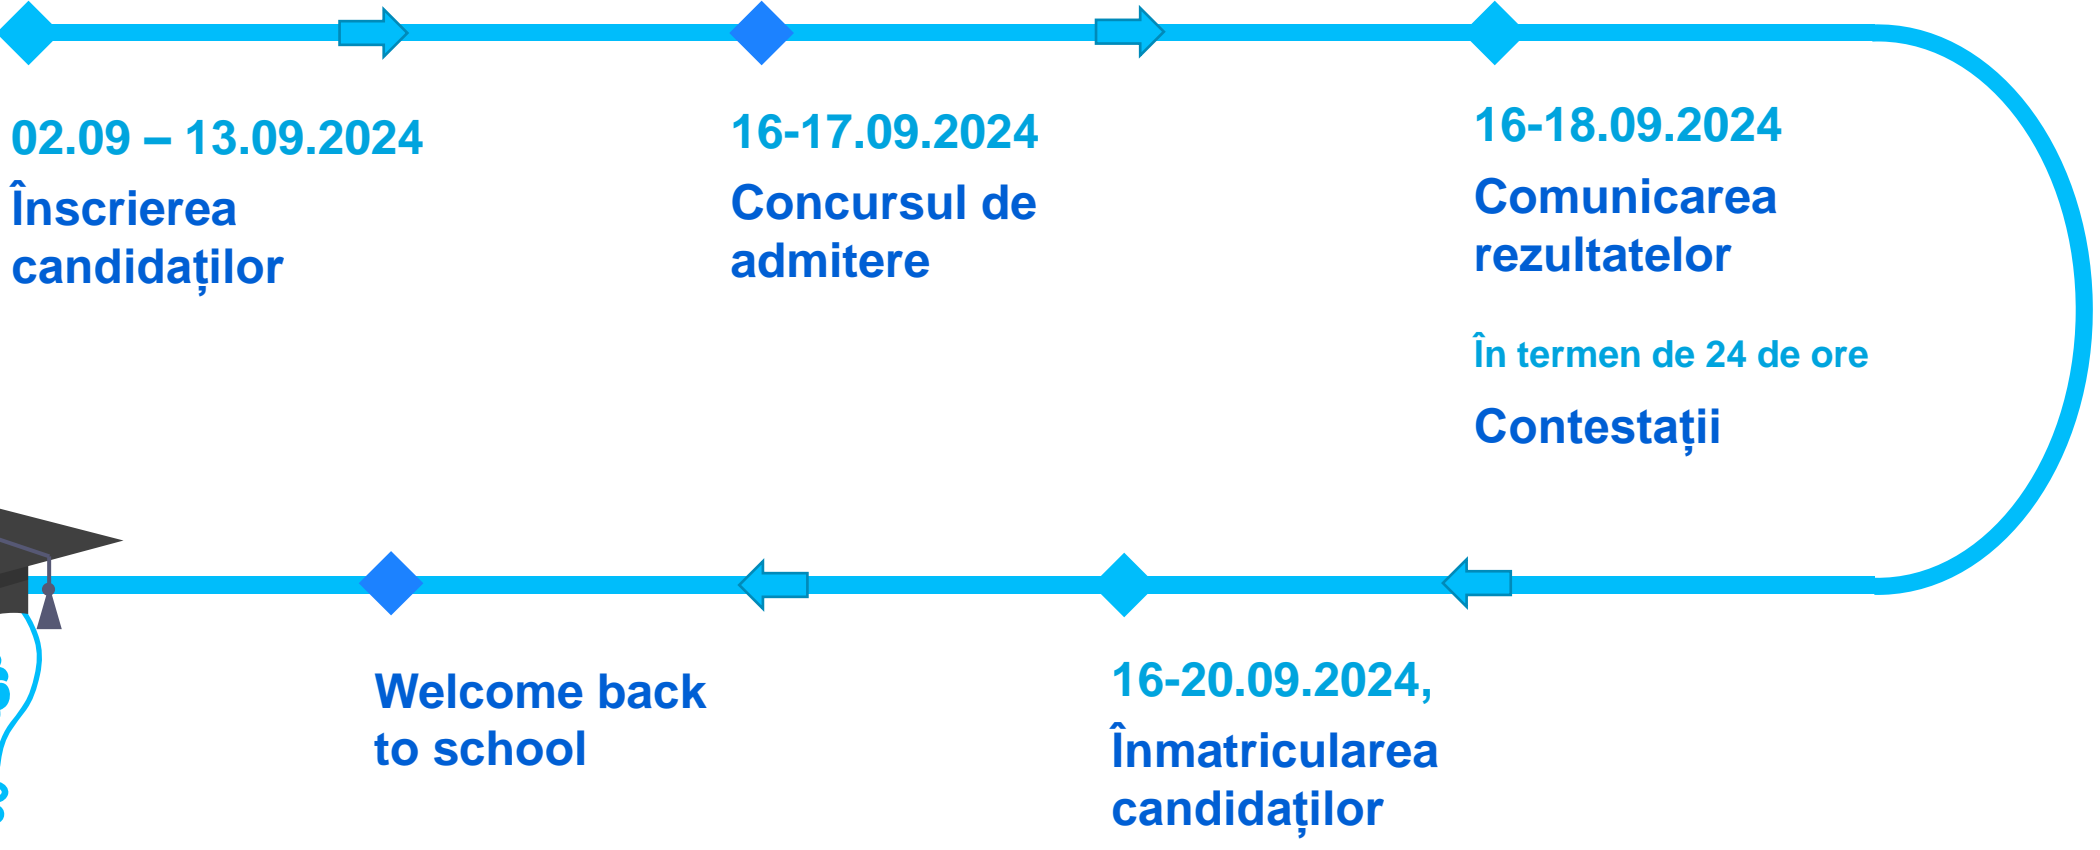 02.09 – 13.09.2024
Înscrierea
candidaților
16-17.09.2024
Concursul de
admitere
16-18.09.2024
Comunicarea
rezultatelor
În termen de 24 de ore
Contestații
16-20.09.2024,
Înmatricularea
candidaților
Welcome back
to school